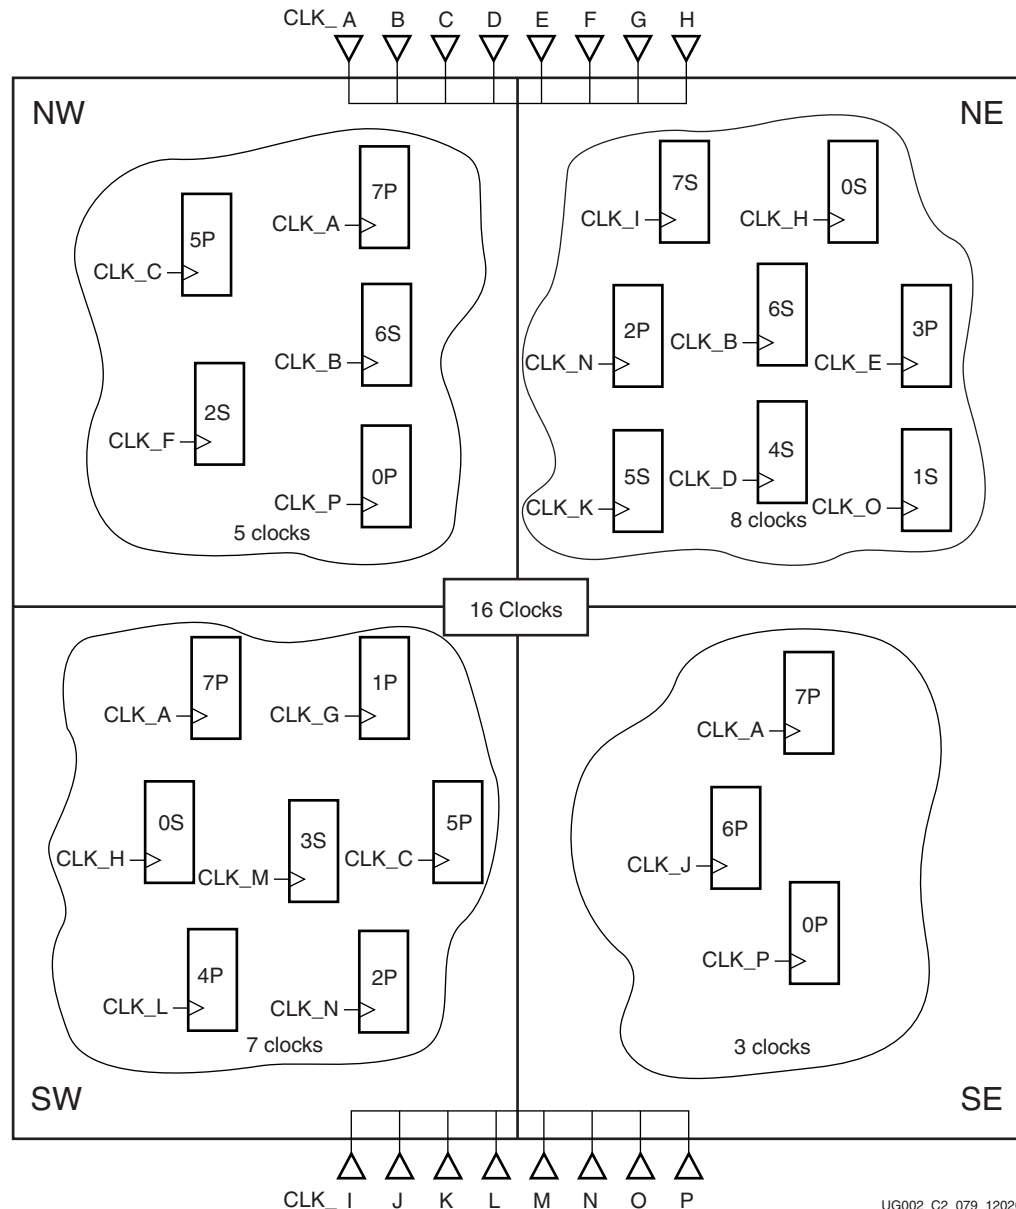 CLK_ A B C D E F G H
NW
NE
7P
CLK_A
5P
CLK_C
6S
CLK_B
2S
CLK_F
0P
CLK_P
5 clocks
7S
CLK_I
0S
CLK_H
2P
CLK_N
6S
CLK_B
3P
CLK_E
5S
CLK_K
4S
CLK_D
1S
CLK_O
8 clocks
16 Clocks
7P
CLK_A
1P
CLK_G
0S
CLK_H
3S
CLK_M
5P
CLK_C
4P
CLK_L
2P
CLK_N
7 clocks
7P
CLK_A
6P
CLK_J
0P
CLK_P
3 clocks
SW
SE
CLK_ I J K L M N O P